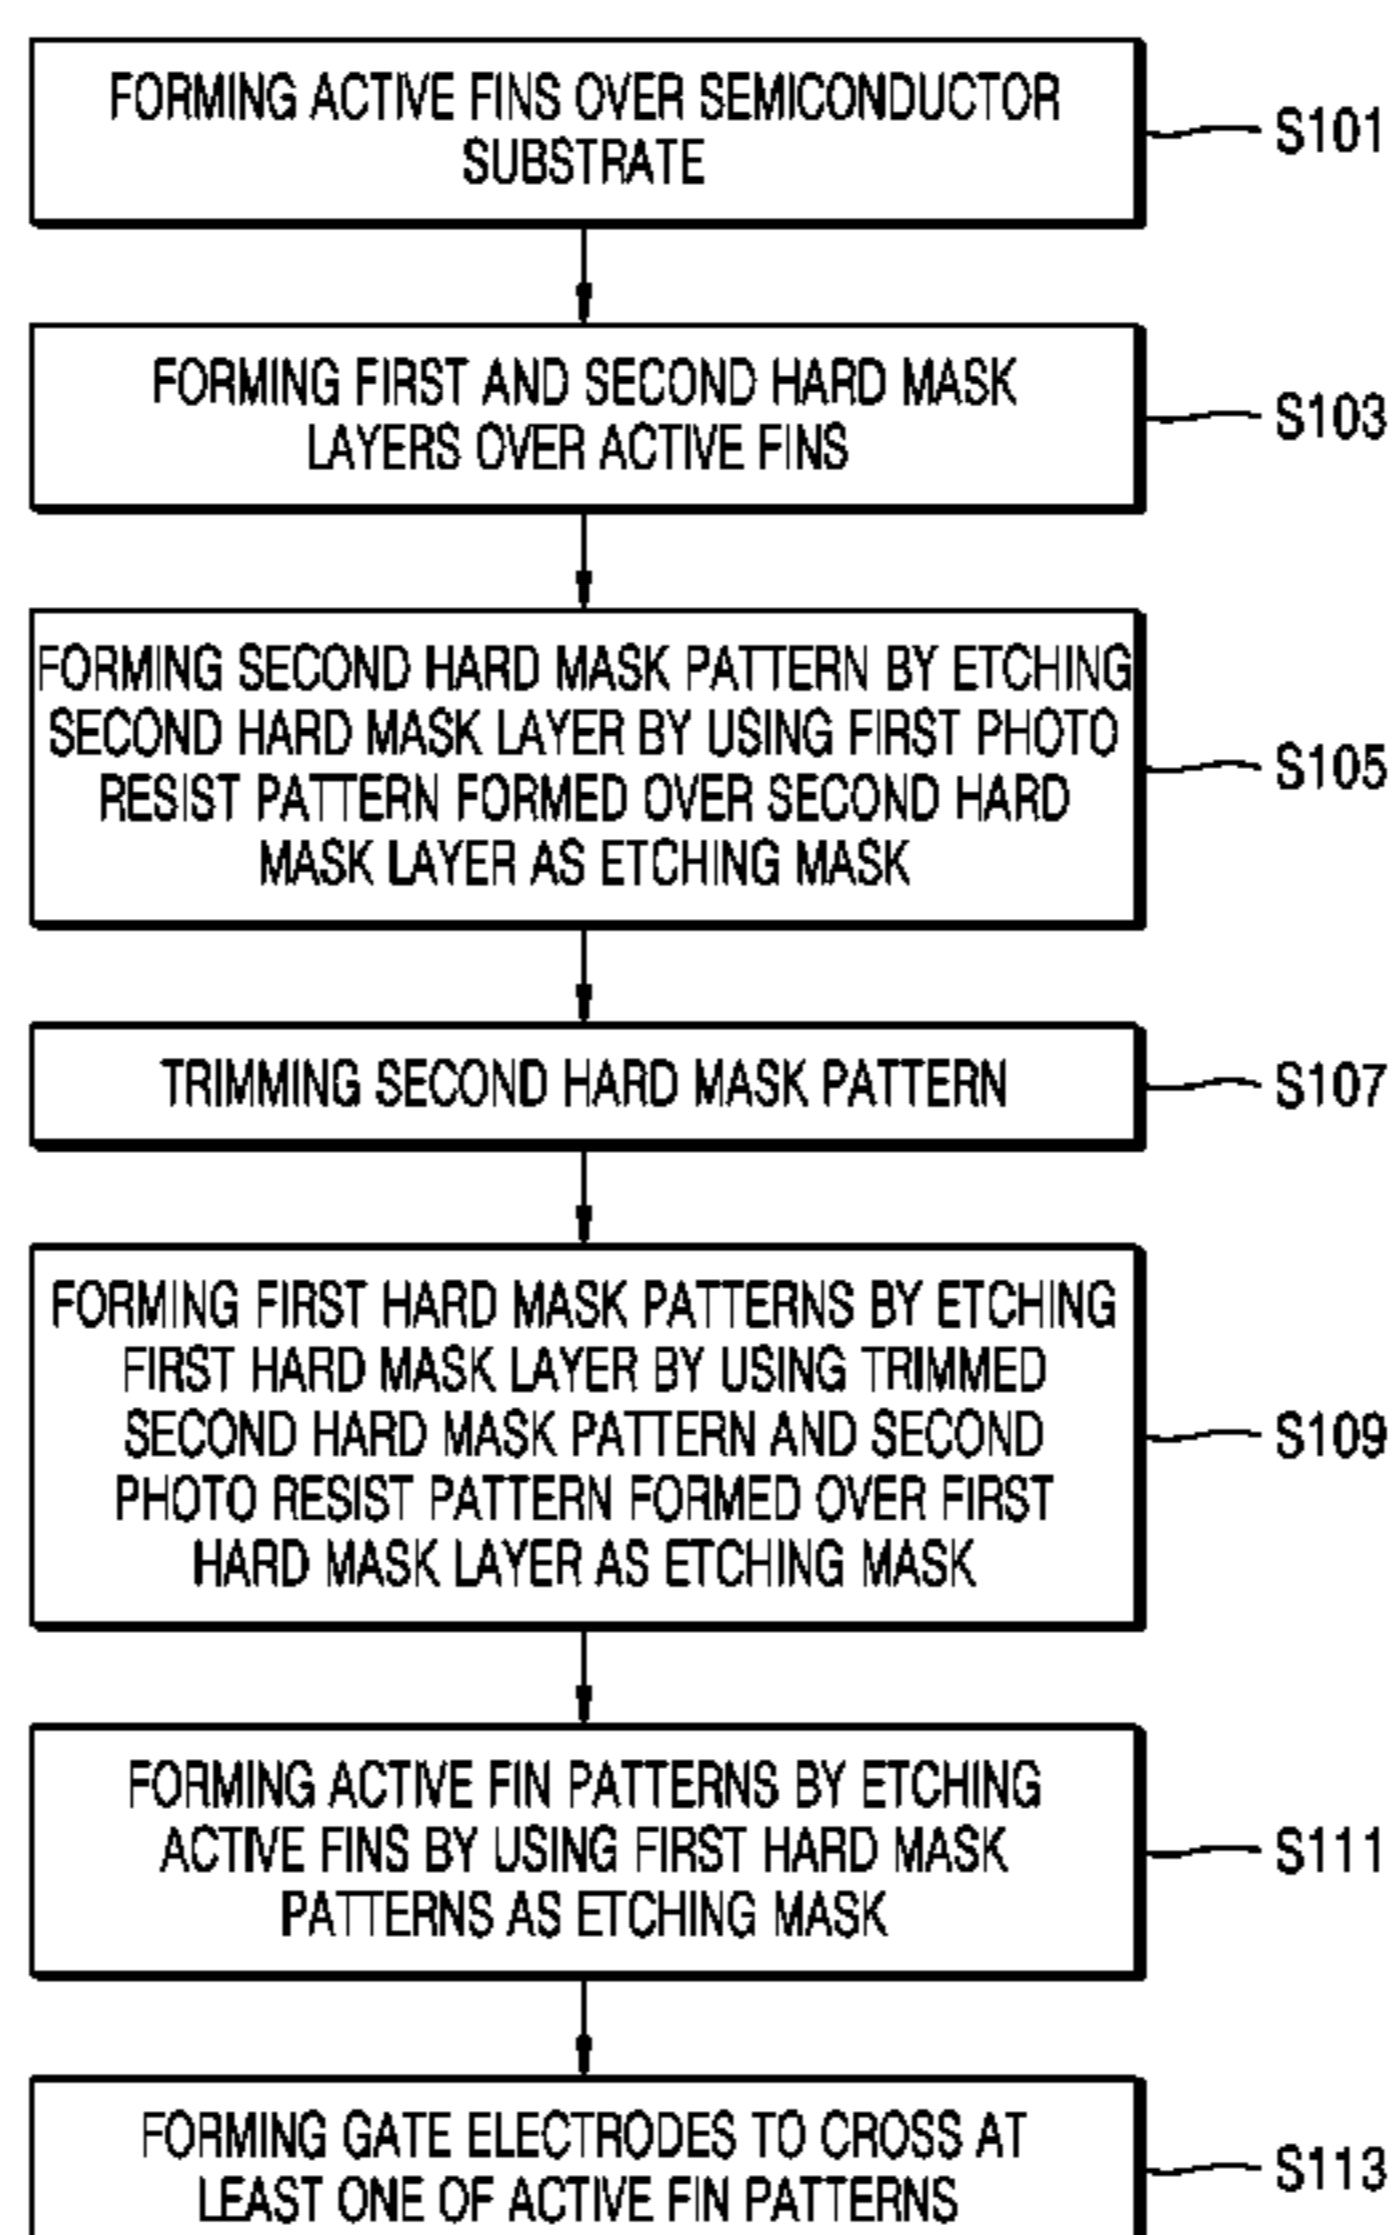 FORMING ACTIVE FINS OVER SEMICONDUCTOR
SUBSTRATE
S101
FORMING FIRST AND SECOND HARD MASK
LAYERS OVER ACTIVE FINS
S103
FORMING SECOND HARD MASK PATTERN BY ETCHING
SECOND HARD MASK LAYER BY USING FIRST PHOTO
RESIST PATTERN FORMED OVER SECOND HARD
MASK LAYER AS ETCHING MASK
S105
TRIMMING SECOND HARD MASK PATTERN
S107
FORMING FIRST HARD MASK PATTERNS BY ETCHING
FIRST HARD MASK LAYER BY USING TRIMMED
SECOND HARD MASK PATTERN AND SECOND
PHOTO RESIST PATTERN FORMED OVER FIRST
HARD MASK LAYER AS ETCHING MASK
S109
FORMING ACTIVE FIN PATTERNS BY ETCHING
ACTIVE FINS BY USING FIRST HARD MASK
PATTERNS AS ETCHING MASK
S111
FORMING GATE ELECTRODES TO CROSS AT
LEAST ONE OF ACTIVE FIN PATTERNS
S113